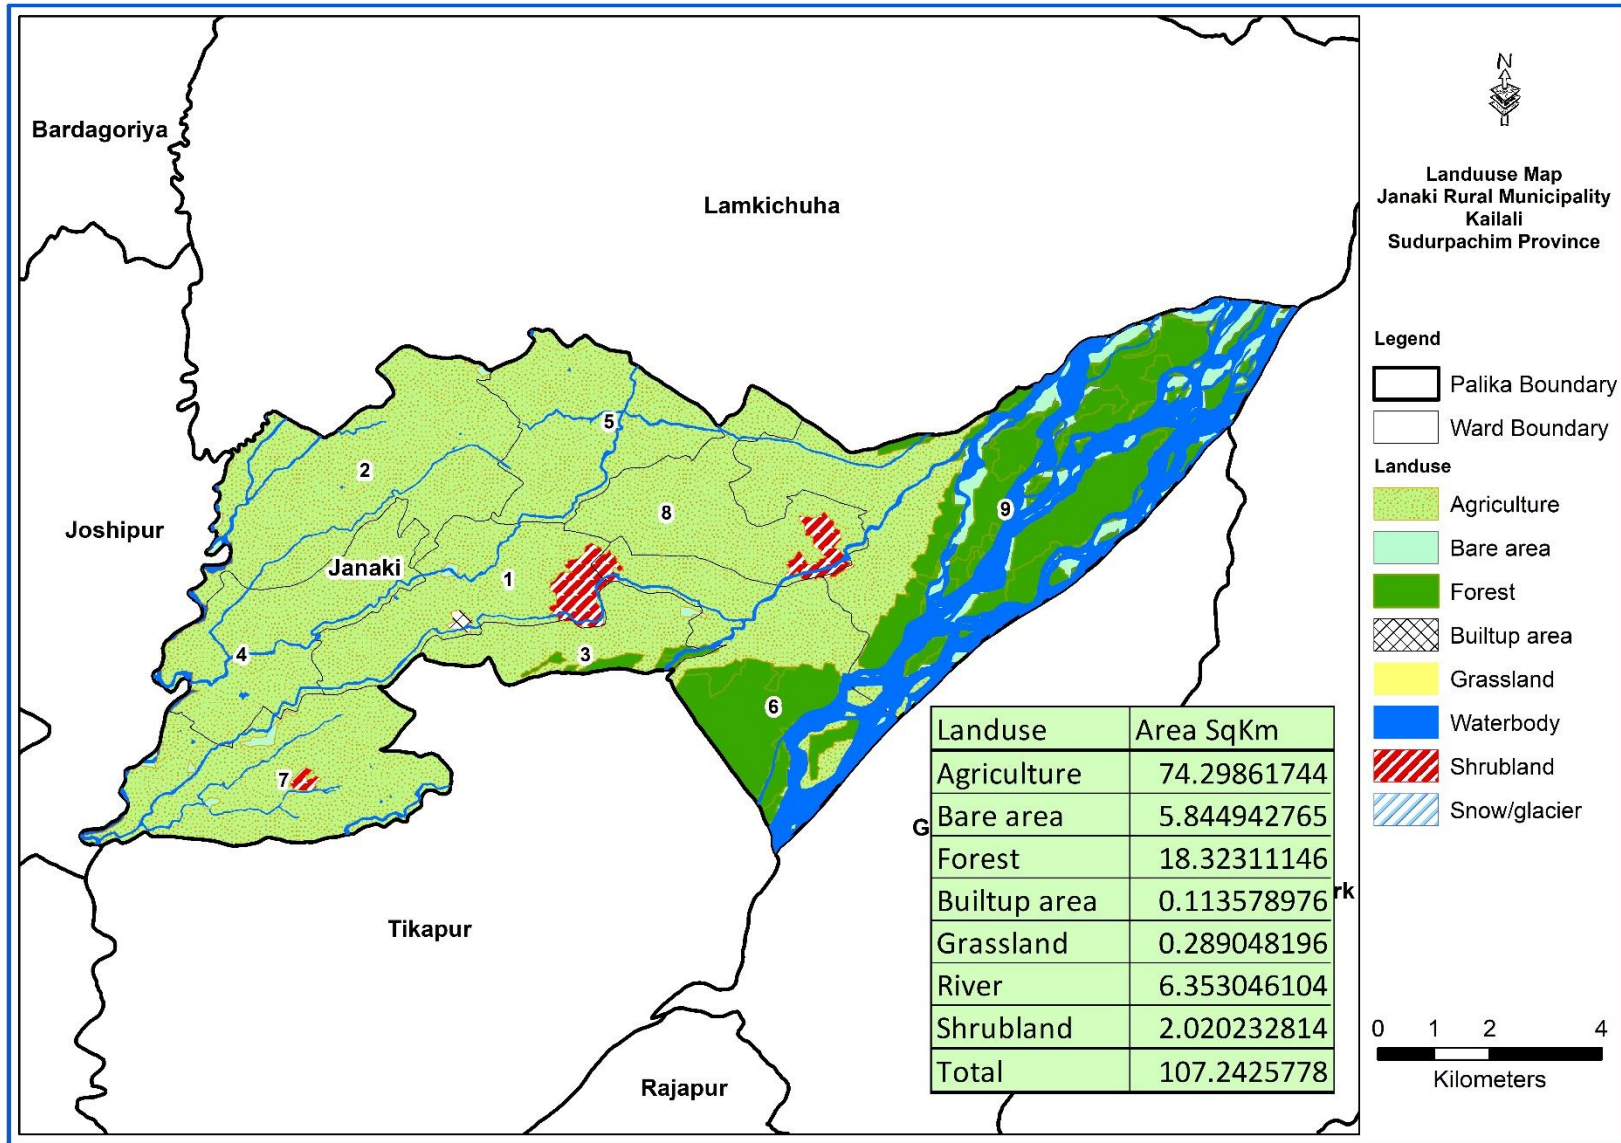 Bardagoriya
Lamkichuha
Joshipur
Janaki
Tikapur
Rajapur
G
rk
1
2
3
4
5
6
7
8
9
N
Landuuse Map
Janaki Rural Municipality
Kailali
Sudurpachim Province
Legend
Palika Boundary
Ward Boundary
Landuse
Agriculture
Bare area
Forest
Builtup area
Grassland
Waterbody
Shrubland
Snow/glacier
Landuse Area SqKm
Agriculture 74.29861744
Bare area 5.844942765
Forest 18.32311146
Builtup area 0.113578976
Grassland 0.289048196
River 6.353046104
Shrubland 2.020232814
Total 107.2425778
0 1 2 4
Kilometers